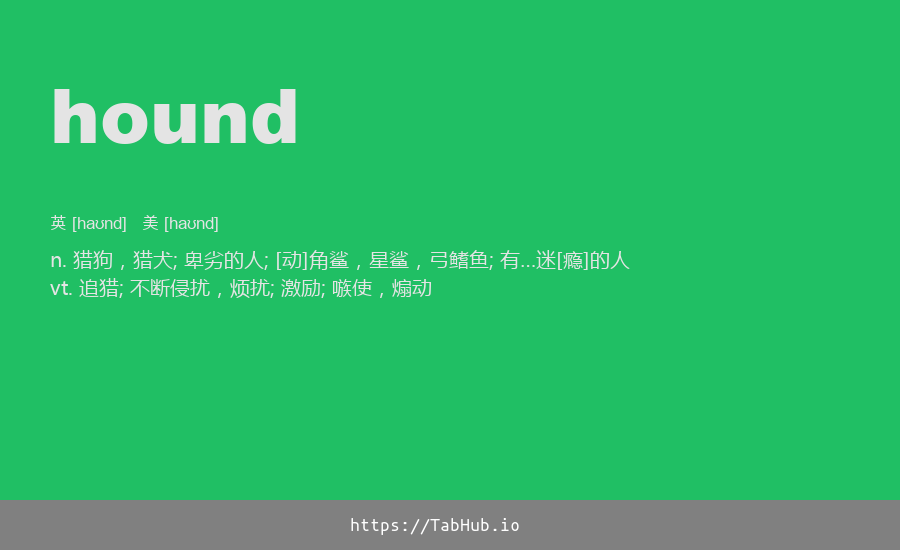 hound
英 [haʊnd] 美 [haʊnd]
n. 猎狗，猎犬; 卑劣的人; [动]角鲨，星鲨，弓鳍鱼; 有…迷[瘾]的人
vt. 追猎; 不断侵扰，烦扰; 激励; 嗾使，煽动
https://TabHub.io